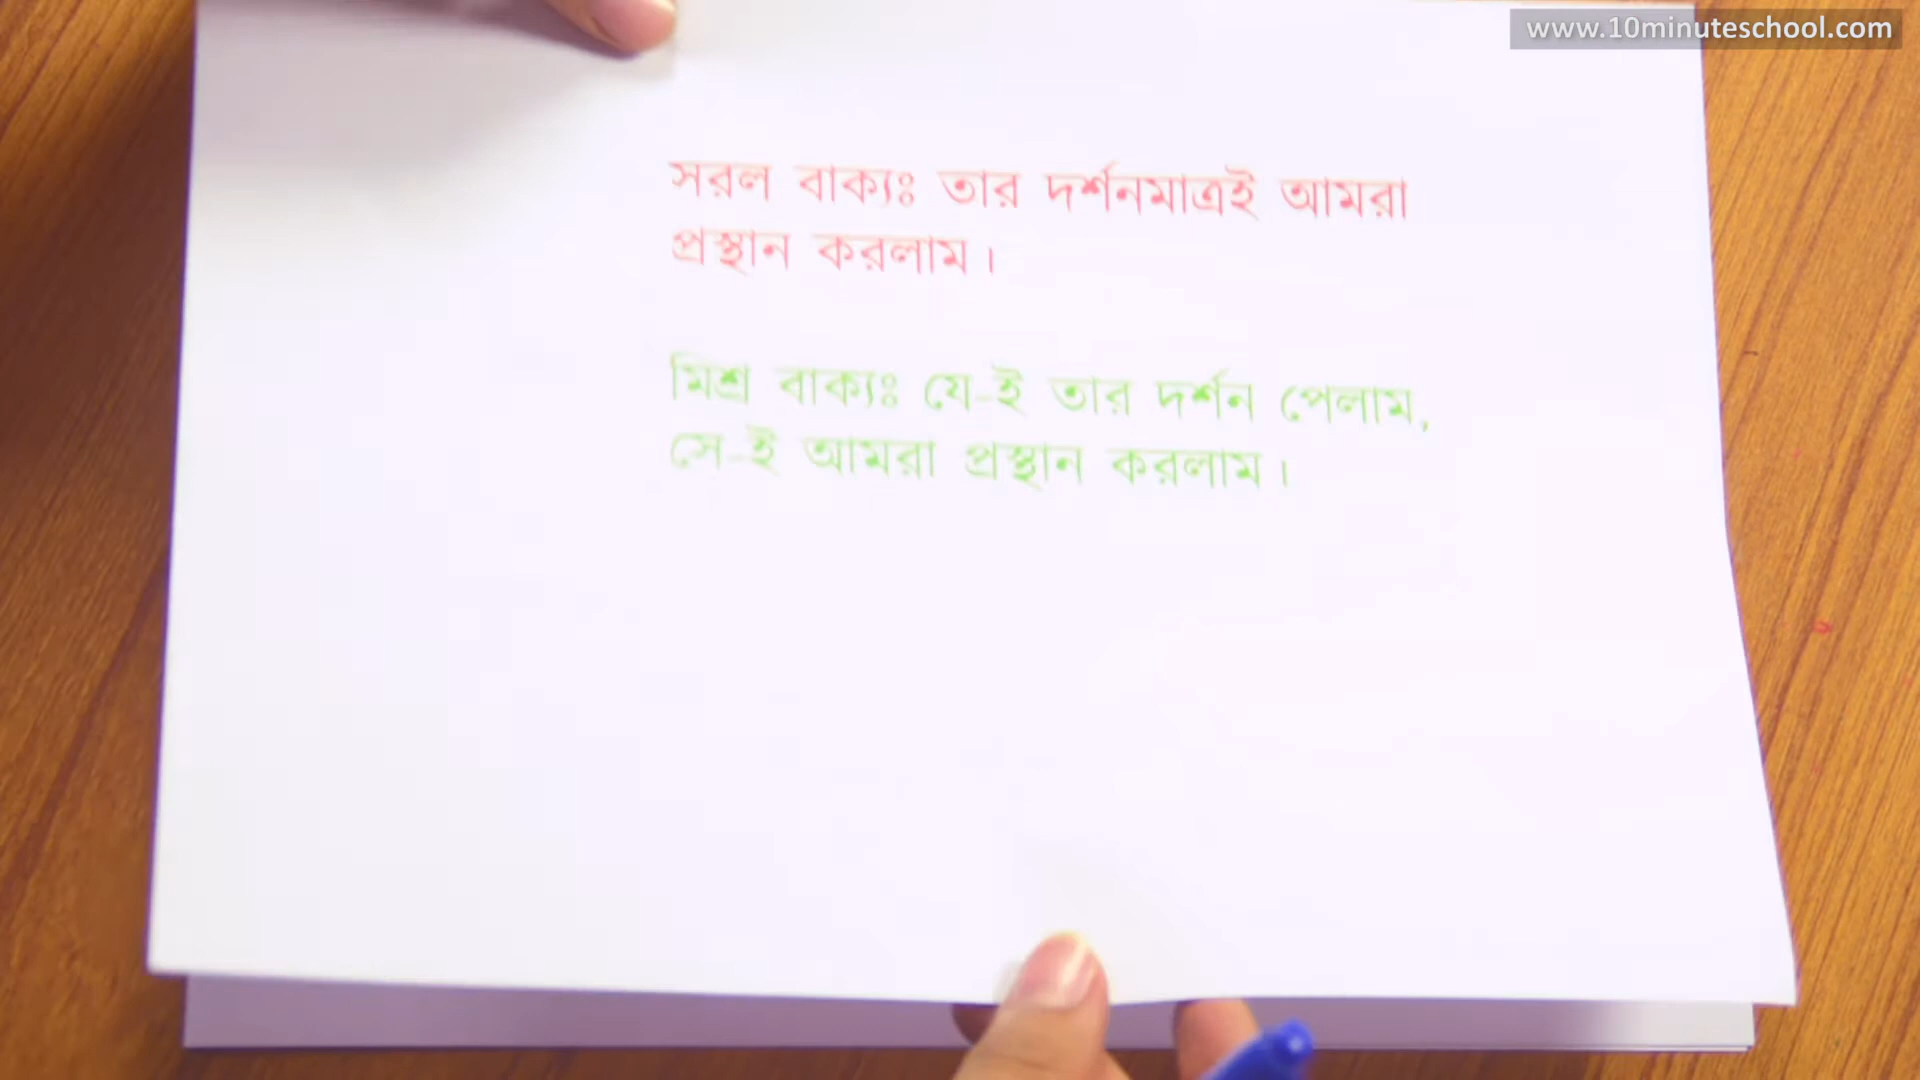 www.10minuteschool.com
সরল বাক্যঃ তার দর্শনমাত্রই আমরা
প্রস্থান করলাম।
মিশ্র বাক্যঃ যে-ই তার দর্শন পেলাম,
সে-ই আমরা প্রস্থান করলাম।